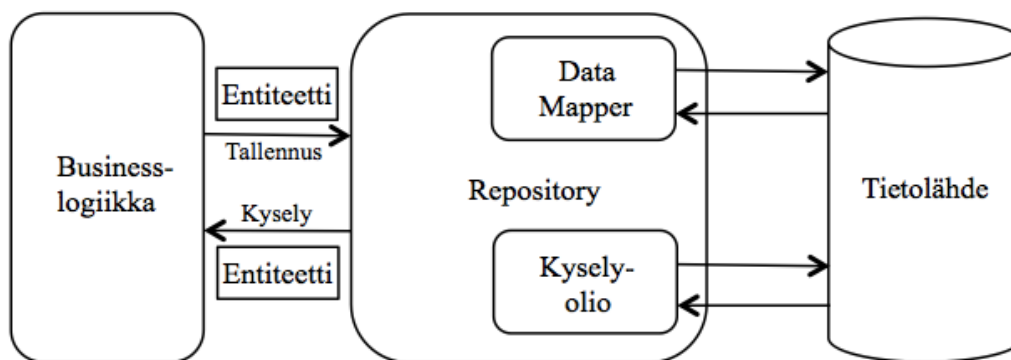 Business-
logiikka
Entiteetti
Tallennus
Kysely
Entiteetti
Data
Mapper
Repository
Kysely-
olio
Tietolähde